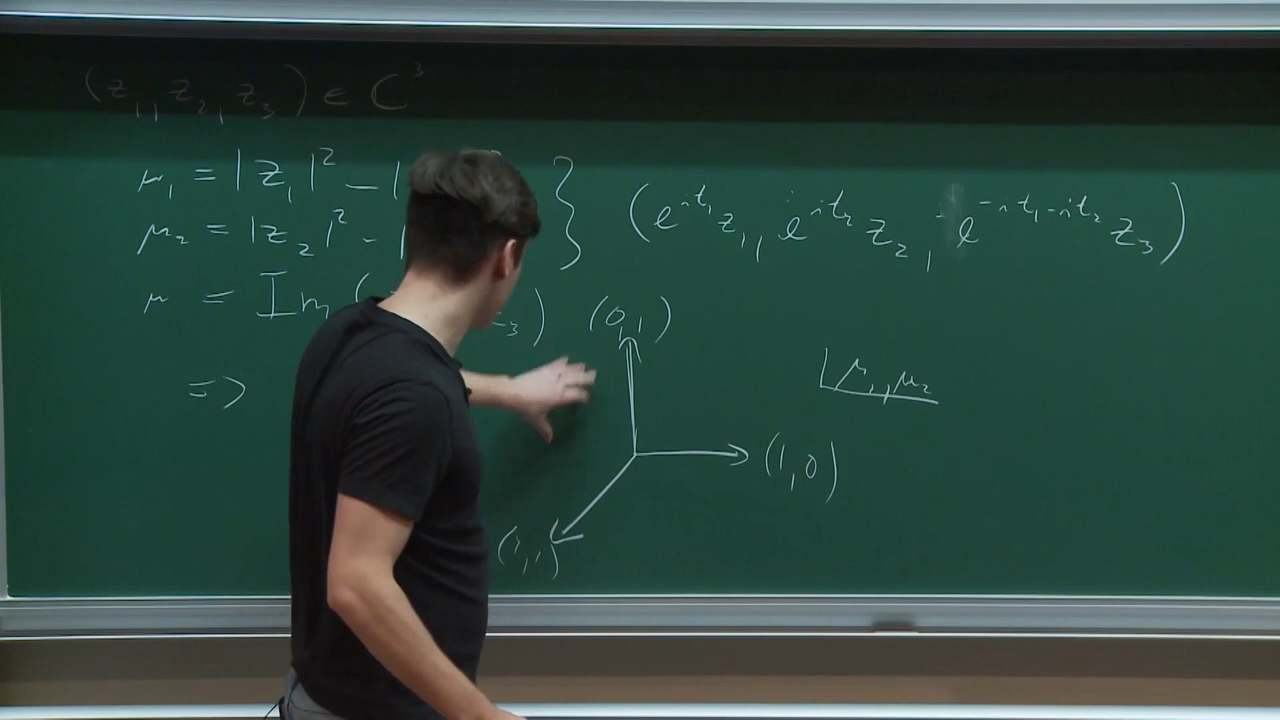 (z₁, z₂, z₃) ∈ C³
μ₁ = |z₁|² - |
μ₂ = |z₂|² - | } (e^{it₁} z₁, e^{it₂} z₂, e^{-it₁-it₂} z₃)
μ = Im ( ₃)
(0,1)
μ₁, μ₂
=>
(1,0)
(1,1)